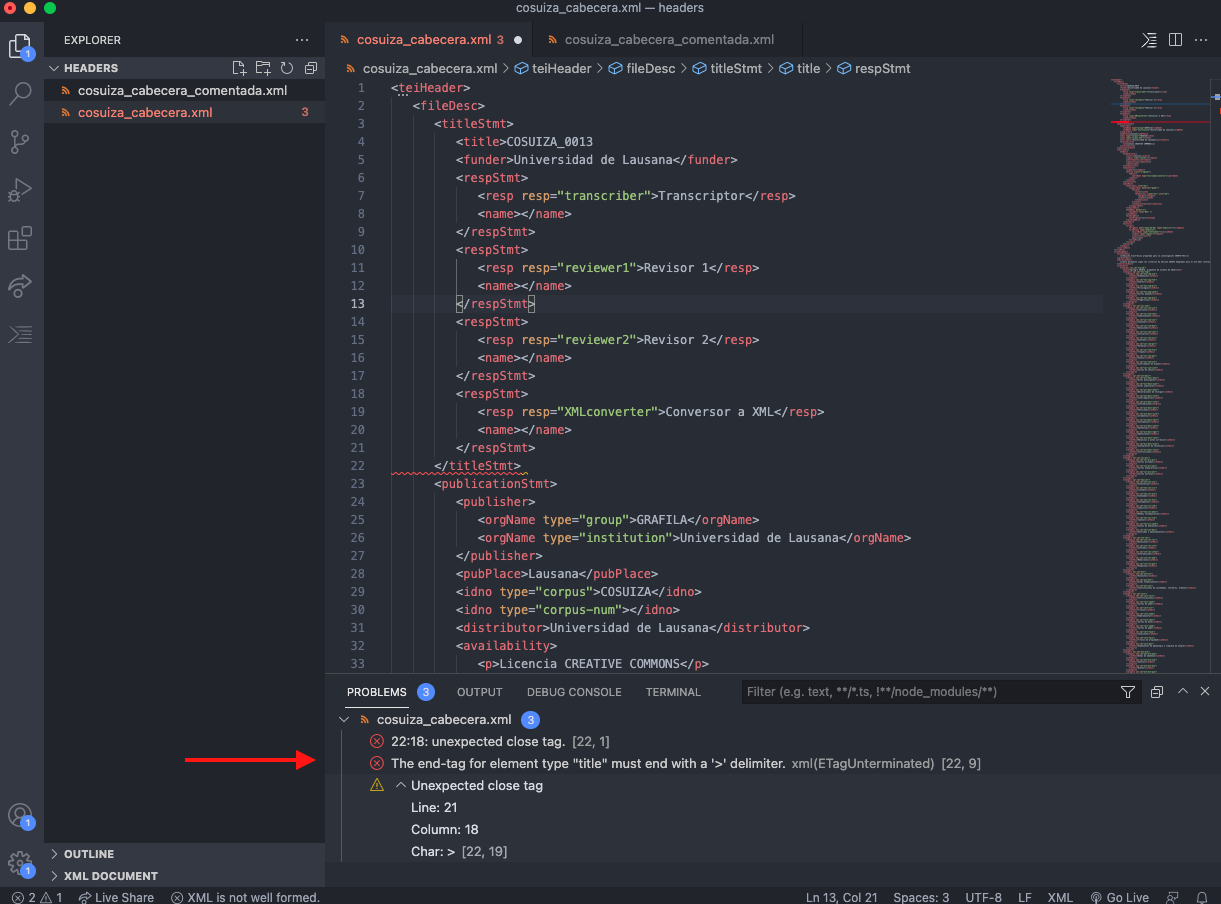 cosuiza_cabecera.xml — headers
EXPLORER
HEADERS
cosuiza_cabecera_comentada.xml
cosuiza_cabecera.xml 3
cosuiza_cabecera.xml 3
cosuiza_cabecera_comentada.xml
cosuiza_cabecera.xml > teiHeader > fileDesc > titleStmt > title > respStmt
1 <teiHeader>
2 <fileDesc>
3 <titleStmt>
4 <title>COSUIZA_0013
5 <funder>Universidad de Lausana</funder>
6 <respStmt>
7 <resp resp="transcriber">Transcriptor</resp>
8 <name></name>
9 </respStmt>
10 <respStmt>
11 <resp resp="reviewer1">Revisor 1</resp>
12 <name></name>
13 </respStmt>
14 <respStmt>
15 <resp resp="reviewer2">Revisor 2</resp>
16 <name></name>
17 </respStmt>
18 <respStmt>
19 <resp resp="XMLconverter">Conversor a XML</resp>
20 <name></name>
21 </respStmt>
22 </titleStmt>
23 <publicationStmt>
24 <publisher>
25 <orgName type="group">GRAFILA</orgName>
26 <orgName type="institution">Universidad de Lausana</orgName>
27 </publisher>
28 <pubPlace>Lausana</pubPlace>
29 <idno type="corpus">COSUIZA</idno>
30 <idno type="corpus-num"></idno>
31 <distributor>Universidad de Lausana</distributor>
32 <availability>
33 <p>Licencia CREATIVE COMMONS</p>
PROBLEMS 3 OUTPUT DEBUG CONSOLE TERMINAL Filter (e.g. text, **/*.ts, !**/node_modules/**)
cosuiza_cabecera.xml 3
22:18: unexpected close tag. [22, 1]
The end-tag for element type "title" must end with a '>' delimiter. xml(ETagUnterminated) [22, 9]
Unexpected close tag
Line: 21
Column: 18
Char: > [22, 19]
1
1
1
OUTLINE
XML DOCUMENT
2 1 Live Share XML is not well formed. Ln 13, Col 21 Spaces: 3 UTF-8 LF XML Go Live